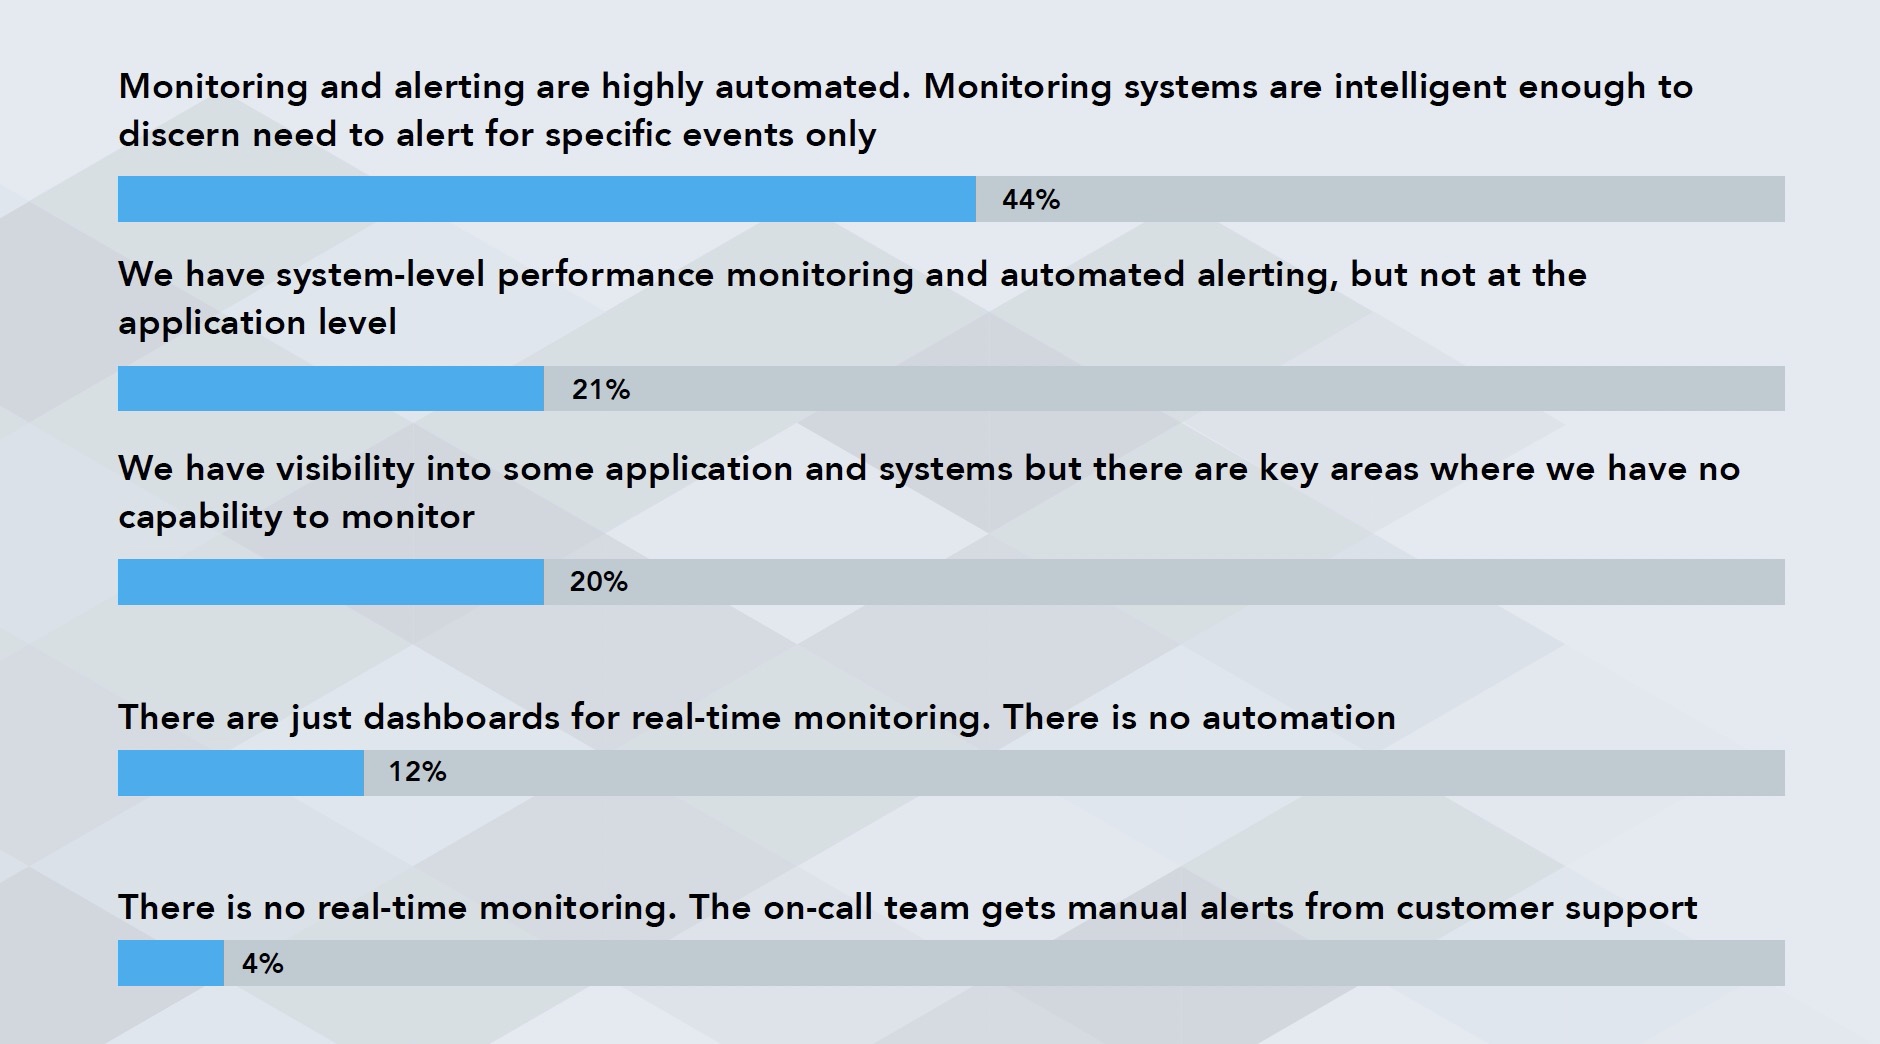 Monitoring and alerting are highly automated. Monitoring systems are intelligent enough to
discern need to alert for specific events only
44%
We have system-level performance monitoring and automated alerting, but not at the
application level
21%
We have visibility into some application and systems but there are key areas where we have no
capability to monitor
20%
There are just dashboards for real-time monitoring. There is no automation
12%
There is no real-time monitoring. The on-call team gets manual alerts from customer support
4%